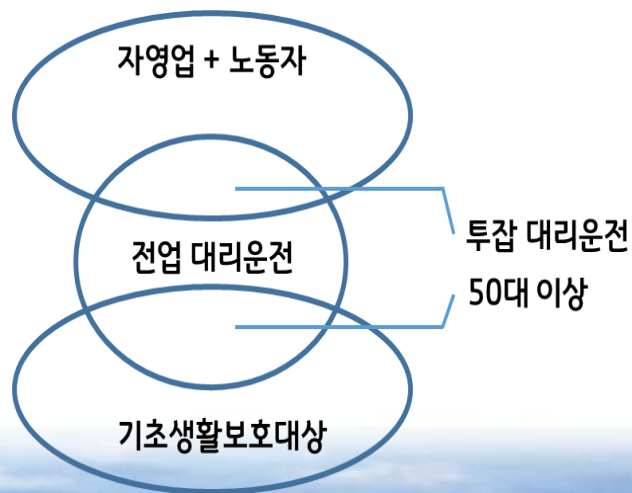 자영업 + 노동자
전업 대리운전
투잡 대리운전
50대 이상
기초생활보호대상